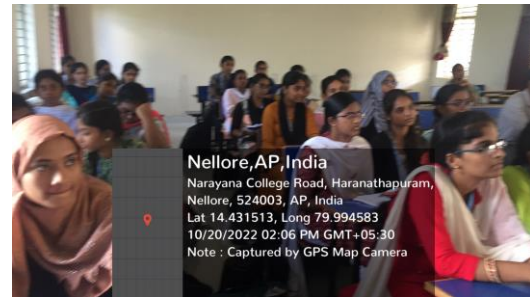 Nellore,AP,India
Narayana College Road, Haranathapuram,
Nellore, 524003, AP, India
Lat 14.431513, Long 79.994583
10/20/2022 02:06 PM GMT+05:30
Note : Captured by GPS Map Camera